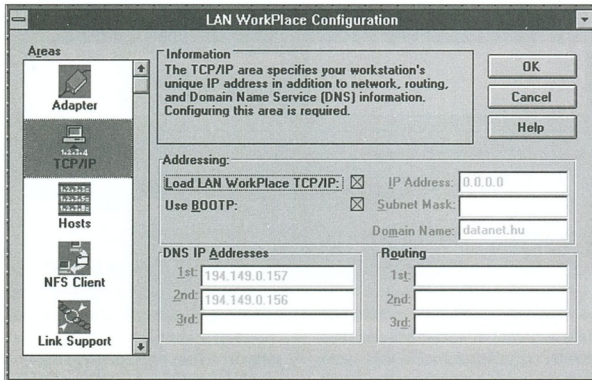 LAN WorkPlace Configuration
Areas
Adapter
1.2.3.4
TCP/IP
Hosts
NFS Client
Link Support
Information
The TCP/IP area specifies your workstation's
unique IP address in addition to network, routing,
and Domain Name Service (DNS) information.
Configuring this area is required.
OK
Cancel
Help
Addressing:
Load LAN WorkPlace TCP/IP:
Use BOOTP:
IP Address: 0.0.0.0
Subnet Mask:
Domain Name: datanet.hu
DNS IP Addresses
1st: 194.149.0.157
2nd: 194.149.0.156
3rd:
Routing
1st:
2nd:
3rd: